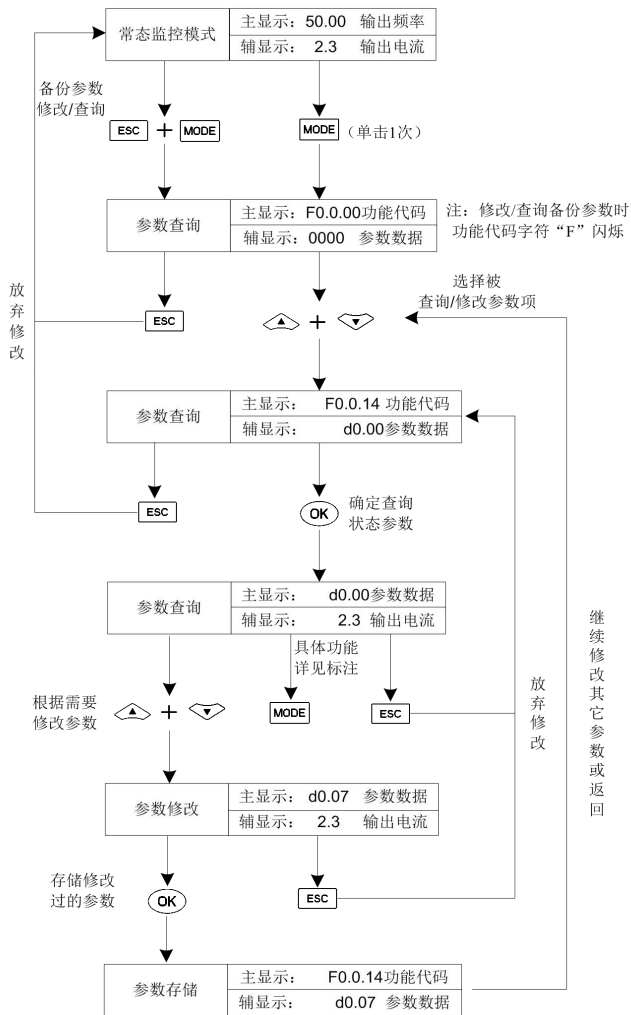 常态监控模式
主显示：50.00 输出频率
辅显示： 2.3 输出电流
备份参数
修改/查询
ESC + MODE
MODE （单击1次）
参数查询
主显示：F0.0.00功能代码
辅显示：0000 参数数据
注：修改/查询备份参数时
功能代码字符“F”闪烁
放弃修改
ESC
▲ + ▼
选择被
查询/修改参数项
参数查询
主显示： F0.0.14 功能代码
辅显示： d0.00参数数据
ESC
OK
确定查询
状态参数
参数查询
主显示： d0.00参数数据
辅显示： 2.3 输出电流
具体功能
详见标注
根据需要
修改参数
▲ + ▼
MODE
ESC
放弃修改
继续修改其它参数或返回
参数修改
主显示： d0.07 参数数据
辅显示： 2.3 输出电流
存储修改
过的参数
OK
ESC
参数存储
主显示： F0.0.14功能代码
辅显示： d0.07 参数数据